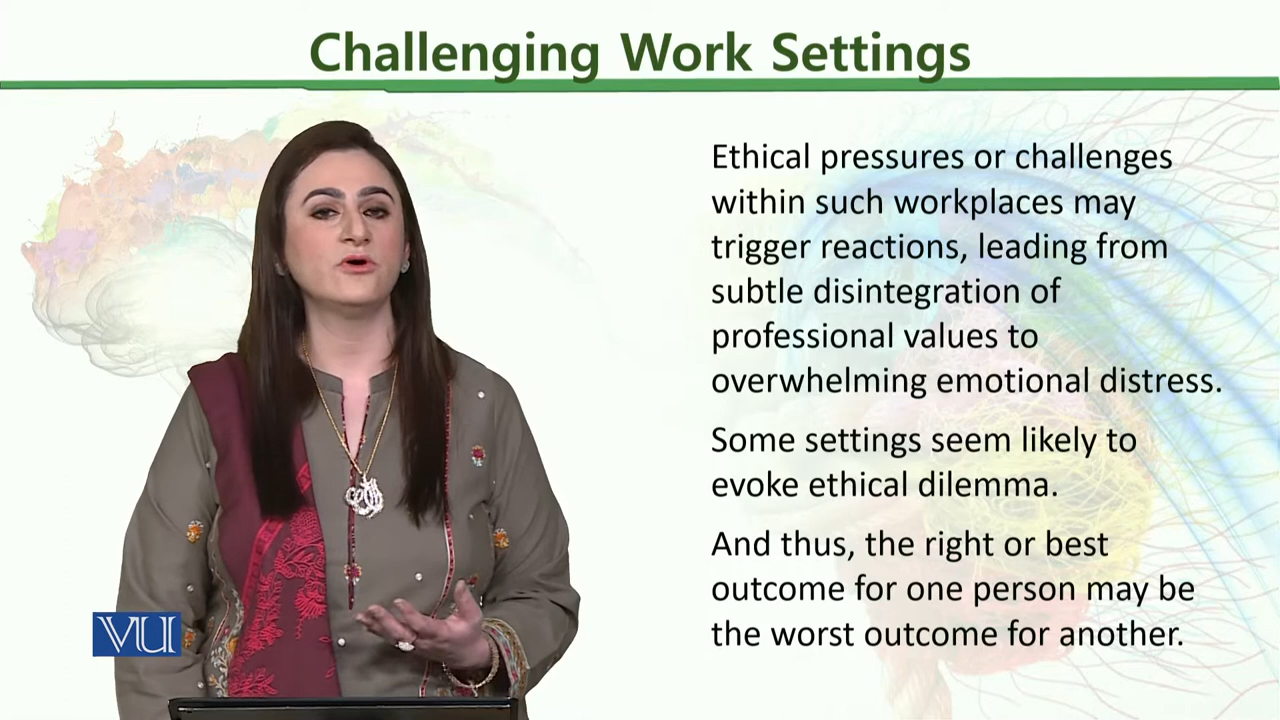 Challenging Work Settings
Ethical pressures or challenges
within such workplaces may
trigger reactions, leading from
subtle disintegration of
professional values to
overwhelming emotional distress.
Some settings seem likely to
evoke ethical dilemma.
And thus, the right or best
outcome for one person may be
the worst outcome for another.
VU